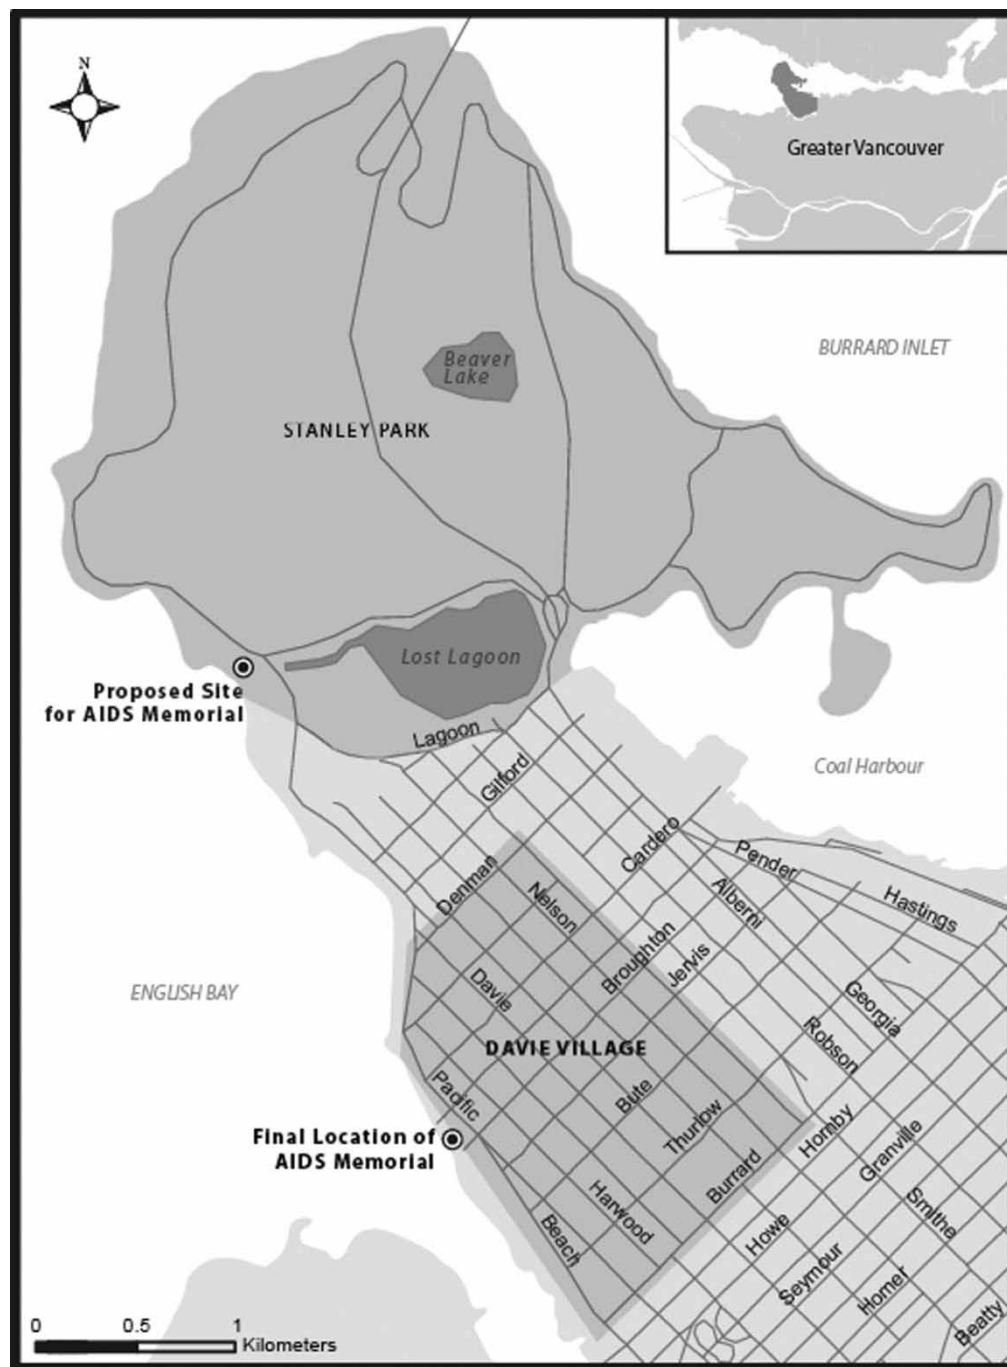 N
Greater Vancouver
BURRARD INLET
Beaver
Lake
STANLEY PARK
Lost Lagoon
Proposed Site
for AIDS Memorial
Lagoon
Gilford
Coal Harbour
Cardero
Pender
Denman
Nelson
Alberni
Hastings
Broughton
Jervis
ENGLISH BAY
Davie
Georgia
Robson
DAVIE VILLAGE
Pacific
Bute
Thurlow
Hornby
Final Location of
AIDS Memorial
Granville
Burrard
Harwood
Smithe
Beach
Howe
Seymour
Homer
Beatty
0 0.5 1
Kilometers